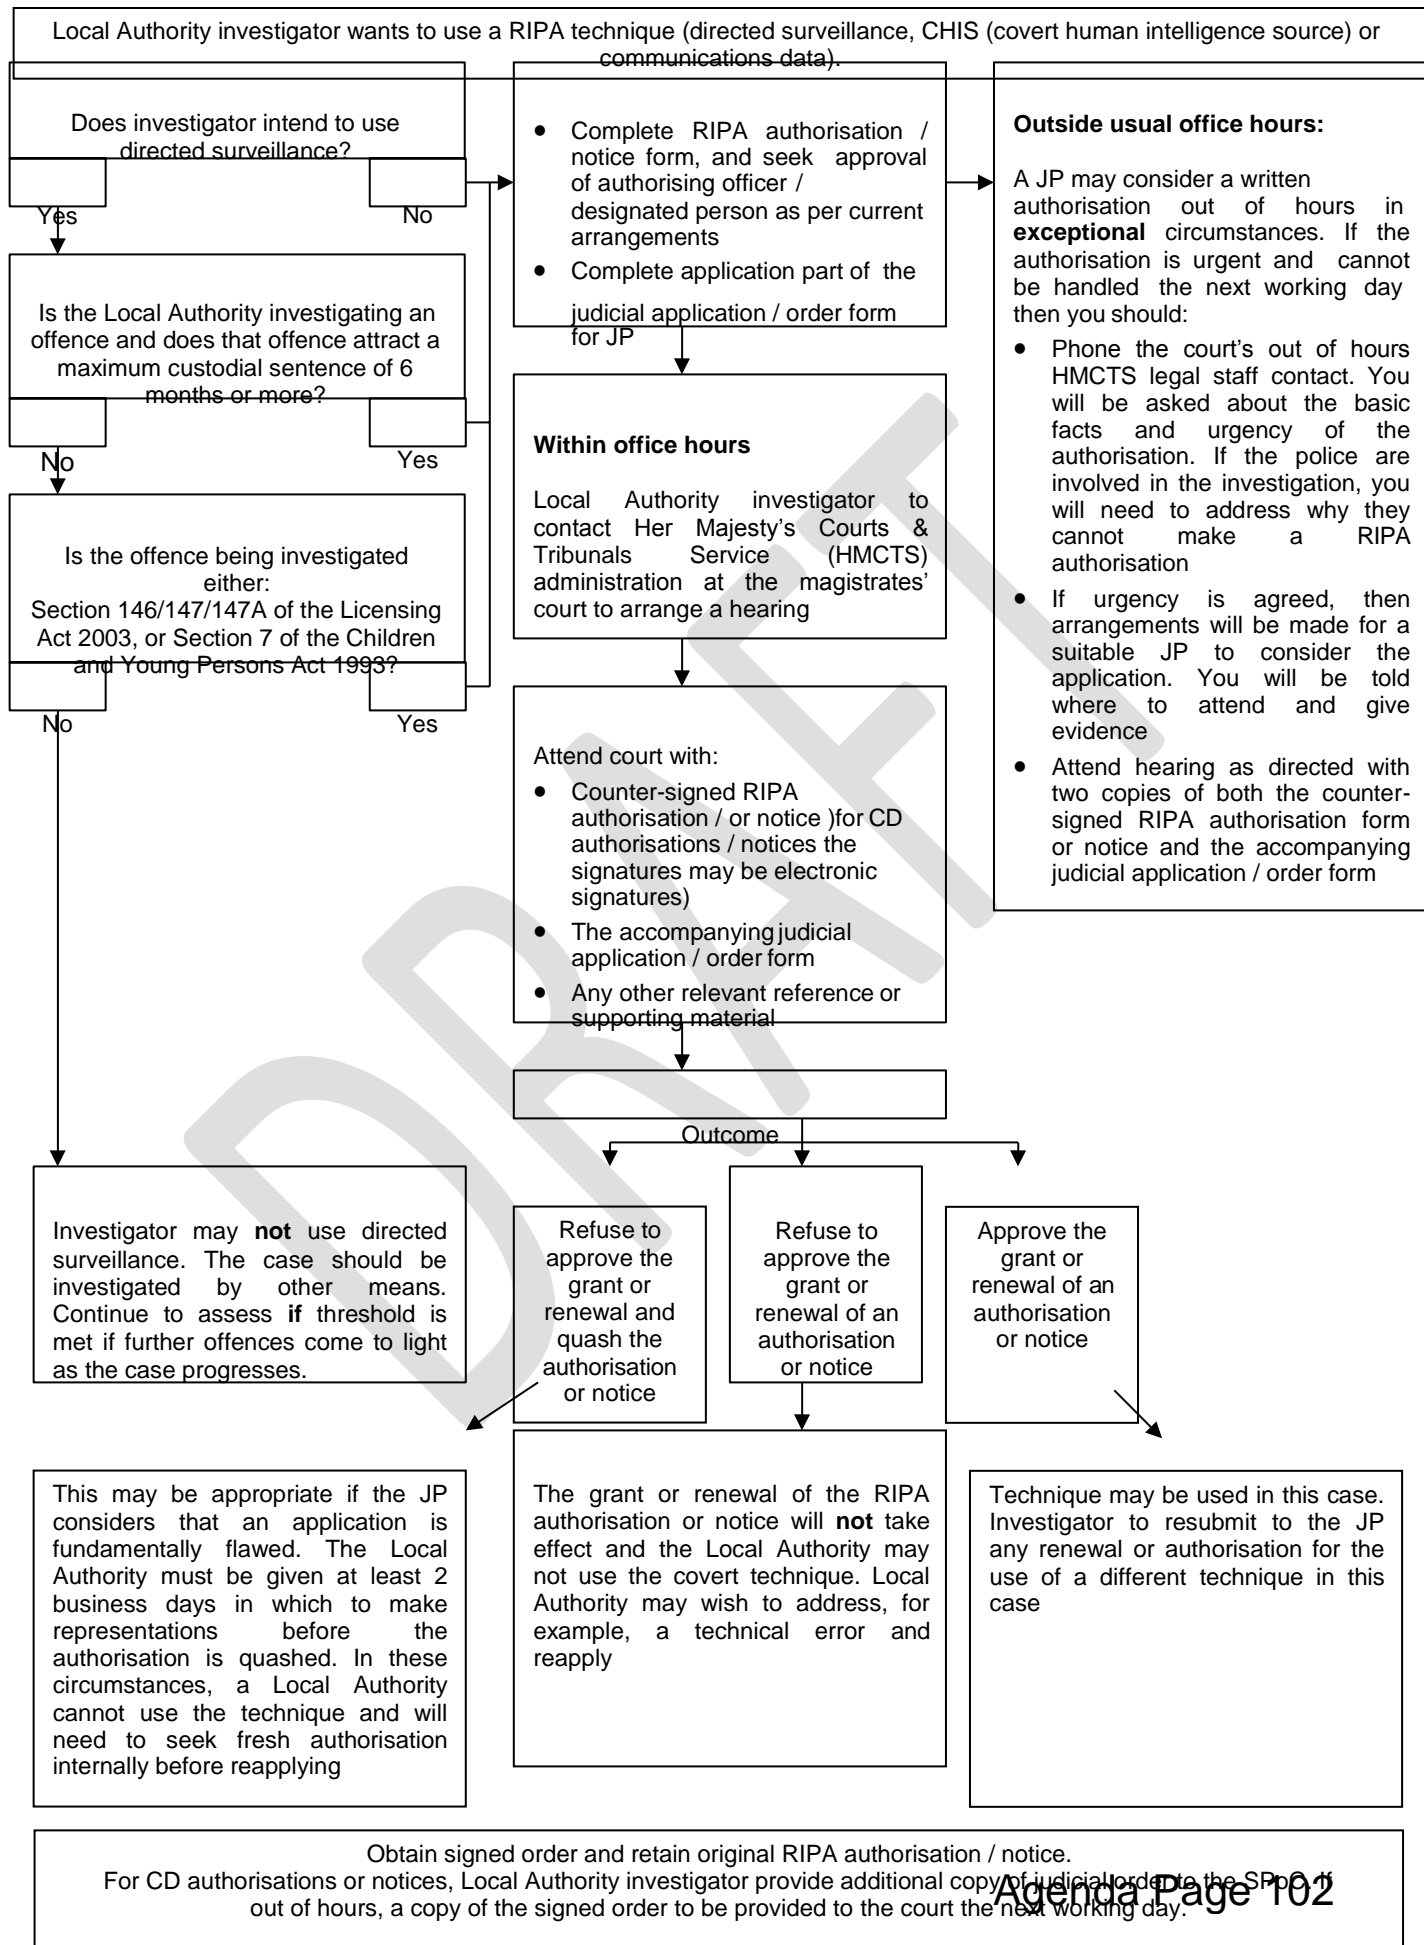 Local Authority investigator wants to use a RIPA technique (directed surveillance, CHIS (covert human intelligence source) or
communications data).
Does investigator intend to use
directed surveillance?
Yes
No
Is the Local Authority investigating an
offence and does that offence attract a
maximum custodial sentence of 6
months or more?
No
Yes
Is the offence being investigated
either:
Section 146/147/147A of the Licensing
Act 2003, or Section 7 of the Children
and Young Persons Act 1993?
No
Yes
• Complete RIPA authorisation /
notice form, and seek approval
of authorising officer /
designated person as per current
arrangements
• Complete application part of the
judicial application / order form
for JP
Within office hours
Local Authority investigator to
contact Her Majesty's Courts &
Tribunals Service (HMCTS)
administration at the magistrates'
court to arrange a hearing
Attend court with:
• Counter-signed RIPA
authorisation / or notice )for CD
authorisations / notices the
signatures may be electronic
signatures)
• The accompanying judicial
application / order form
• Any other relevant reference or
supporting material
Outside usual office hours:
A JP may consider a written
authorisation out of hours in
exceptional circumstances. If the
authorisation is urgent and cannot
be handled the next working day
then you should:
• Phone the court's out of hours
HMCTS legal staff contact. You
will be asked about the basic
facts and urgency of the
authorisation. If the police are
involved in the investigation, you
will need to address why they
cannot make a RIPA
authorisation
• If urgency is agreed, then
arrangements will be made for a
suitable JP to consider the
application. You will be told
where to attend and give
evidence
• Attend hearing as directed with
two copies of both the counter-
signed RIPA authorisation form
or notice and the accompanying
judicial application / order form
Outcome
Investigator may not use directed
surveillance. The case should be
investigated by other means.
Continue to assess if threshold is
met if further offences come to light
as the case progresses.
Refuse to
approve the
grant or
renewal and
quash the
authorisation
or notice
Refuse to
approve the
grant or
renewal of an
authorisation
or notice
Approve the
grant or
renewal of an
authorisation
or notice
This may be appropriate if the JP
considers that an application is
fundamentally flawed. The Local
Authority must be given at least 2
business days in which to make
representations before the
authorisation is quashed. In these
circumstances, a Local Authority
cannot use the technique and will
need to seek fresh authorisation
internally before reapplying
The grant or renewal of the RIPA
authorisation or notice will not take
effect and the Local Authority may
not use the covert technique. Local
Authority may wish to address, for
example, a technical error and
reapply
Technique may be used in this case.
Investigator to resubmit to the JP
any renewal or authorisation for the
use of a different technique in this
case
Obtain signed order and retain original RIPA authorisation / notice.
For CD authorisations or notices, Local Authority investigator provide additional copy of judicial order to the SPoC. If
out of hours, a copy of the signed order to be provided to the court the next working day.
Agenda Page 102
DRAFT